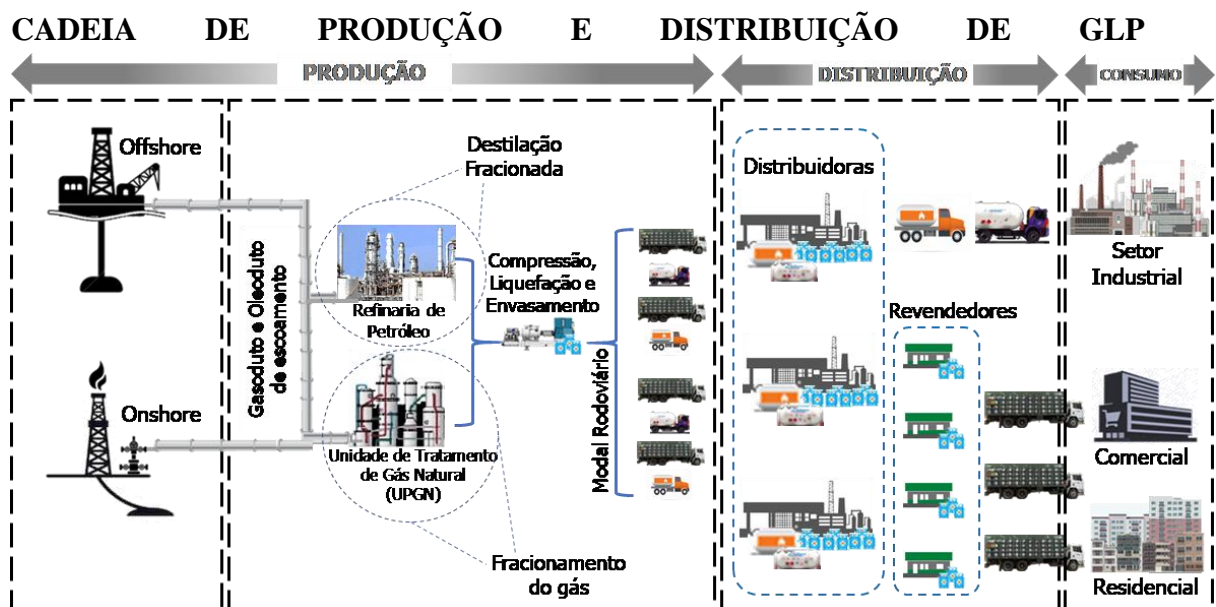 CADEIA DE PRODUÇÃO E DISTRIBUIÇÃO DE GLP
PRODUÇÃO
DISTRIBUIÇÃO
CONSUMO
Offshore
Onshore
Gasoduto e Oleoduto
de escoamento
Destilação
Fracionada
Refinaria de
Petróleo
Unidade de Tratamento
de Gás Natural
(UPGN)
Fracionamento
do gás
Compressão,
Liquefação e
Envasamento
Modal Rodoviário
Distribuidoras
Revendedores
Setor
Industrial
Comercial
Residencial